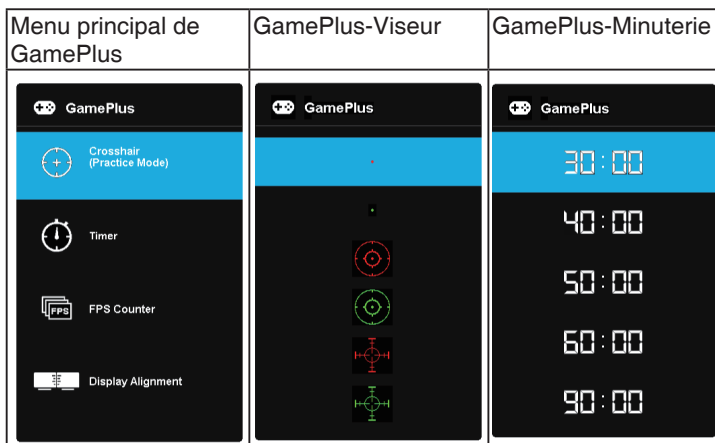 Menu principal de
GamePlus
GamePlus-Viseur
GamePlus-Minuterie
GamePlus
Crosshair
(Practice Mode)
Timer
FPS
FPS Counter
Display Alignment
GamePlus
GamePlus
30:00
40:00
50:00
60:00
90:00